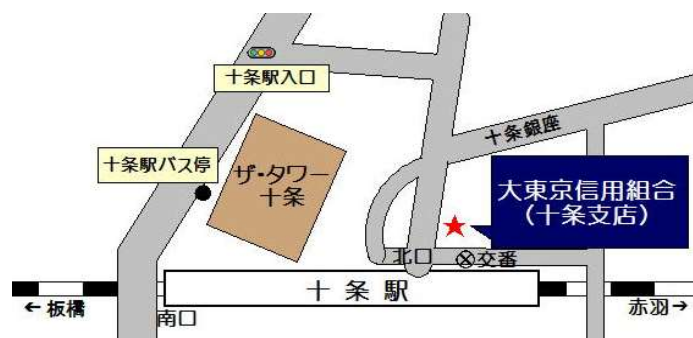 十条駅入口
十条銀座
十条駅バス停
ザ・タワー
十条
大東京信用組合
(十条支店)
北口
交番
十条駅
←板橋
南口
赤羽→